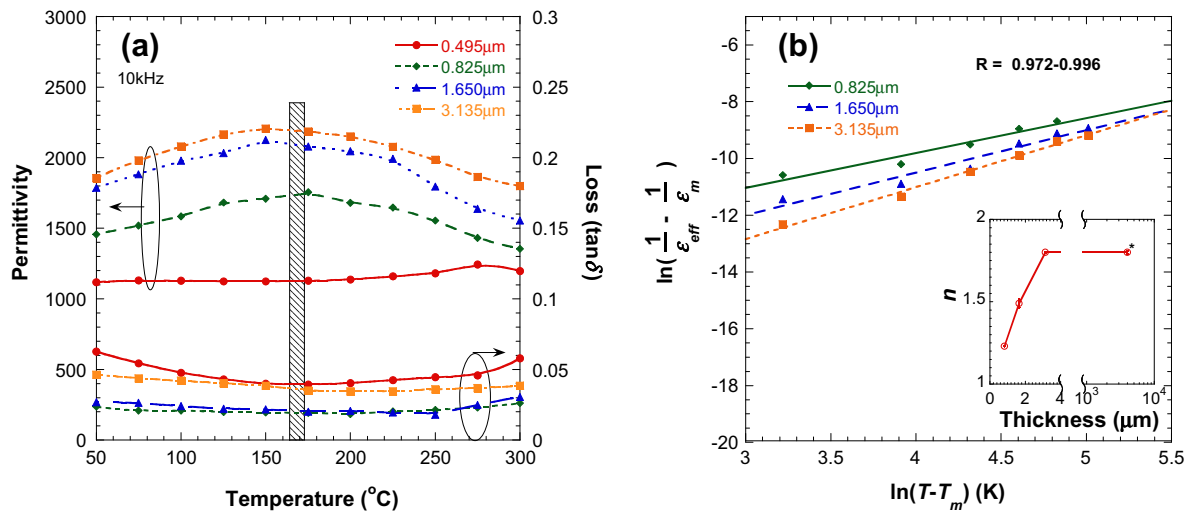 (a)
10kHz
0.495μm
0.825μm
1.650μm
3.135μm
Permittivity
3000
2500
2000
1500
1000
500
0
50
100
150
200
250
300
Temperature (°C)
0.3
0.25
0.2
0.15
0.1
0.05
0
Loss (tanδ)
(b)
R = 0.972-0.996
0.825μm
1.650μm
3.135μm
ln(1/ε_eff - 1/ε_m)
-5
-6
-8
-10
-12
-14
-16
-18
-20
3
3.5
4
4.5
5
5.5
ln(T-T_m) (K)
n
2
1.5
1
*
0
2
4
10³
10⁴
Thickness (μm)